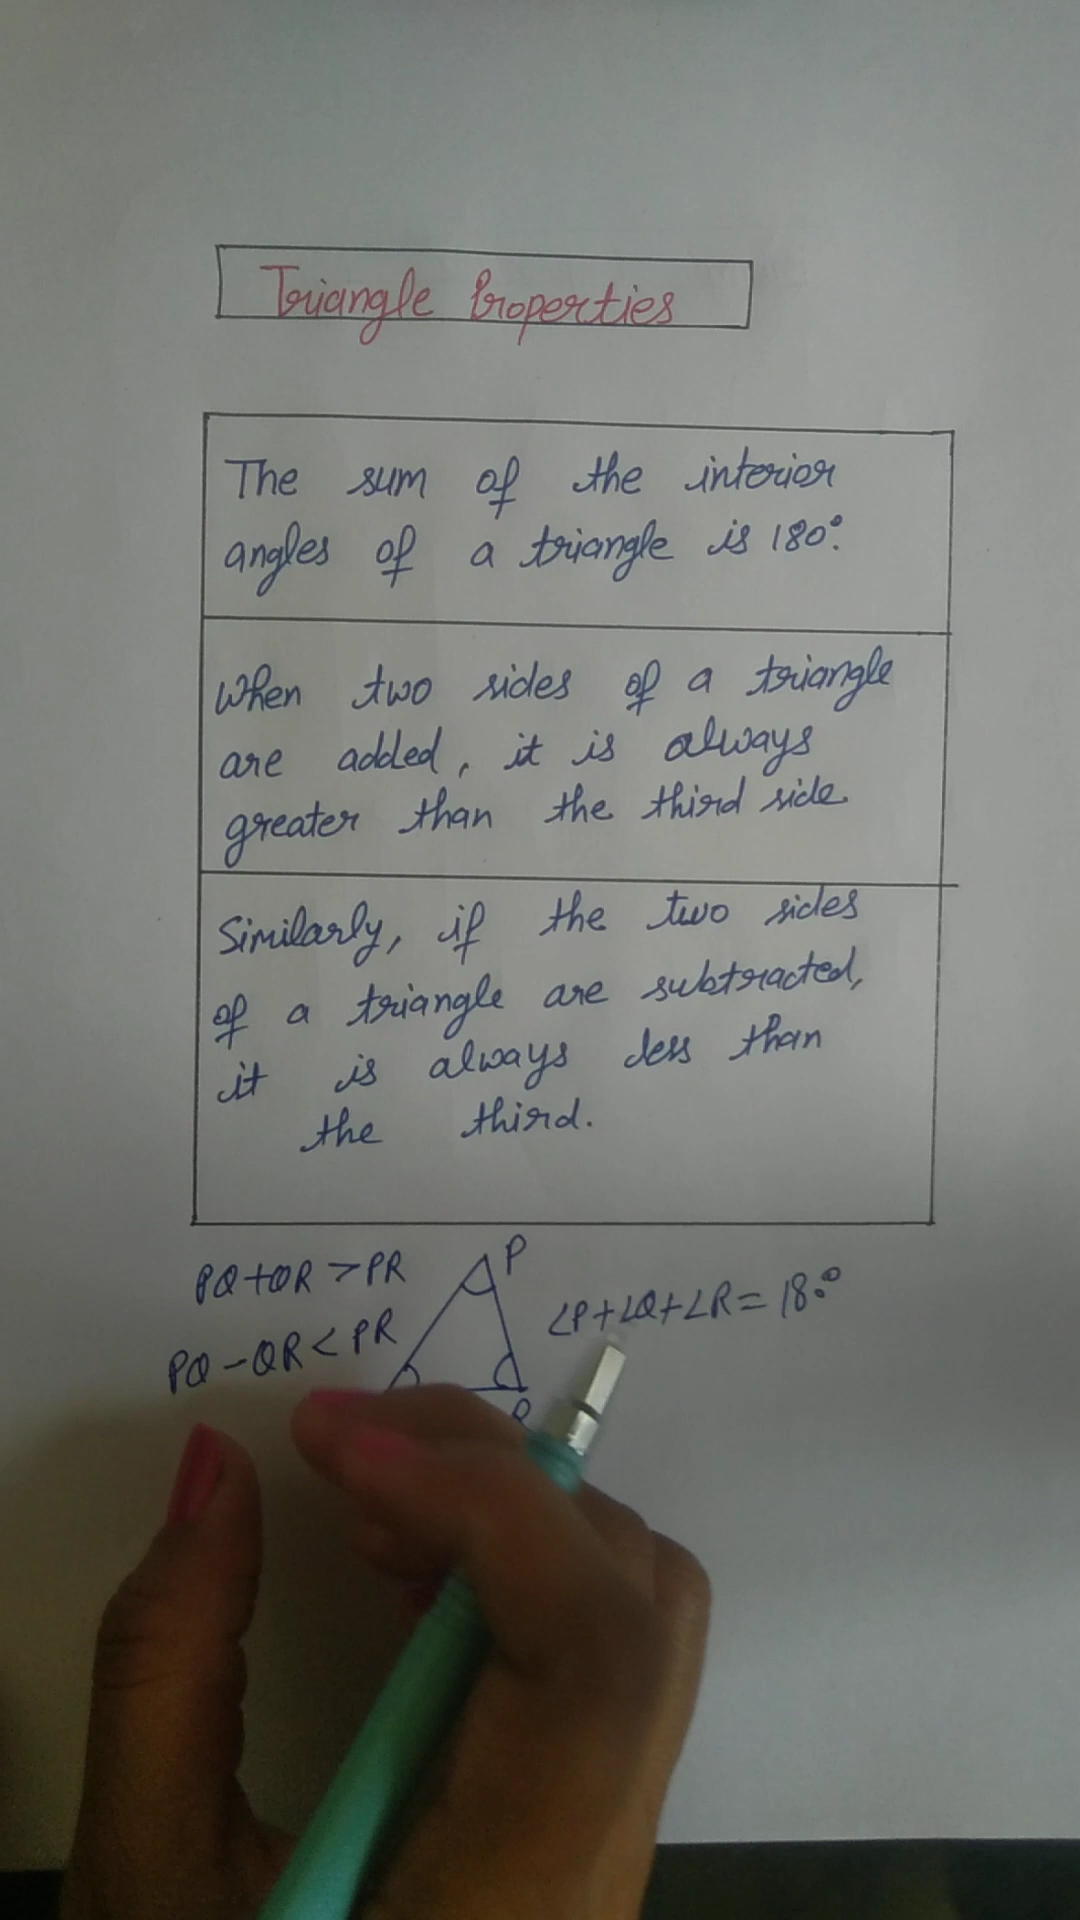 Triangle Properties
The sum of the interior
angles of a triangle is 180°.
When two sides of a triangle
are added, it is always
greater than the third side
Similarly, if the two sides
of a triangle are subtracted,
it is always less than
the third.
PQ+QR >PR
PQ-QR < PR
P
∠P+∠Q+∠R= 180°